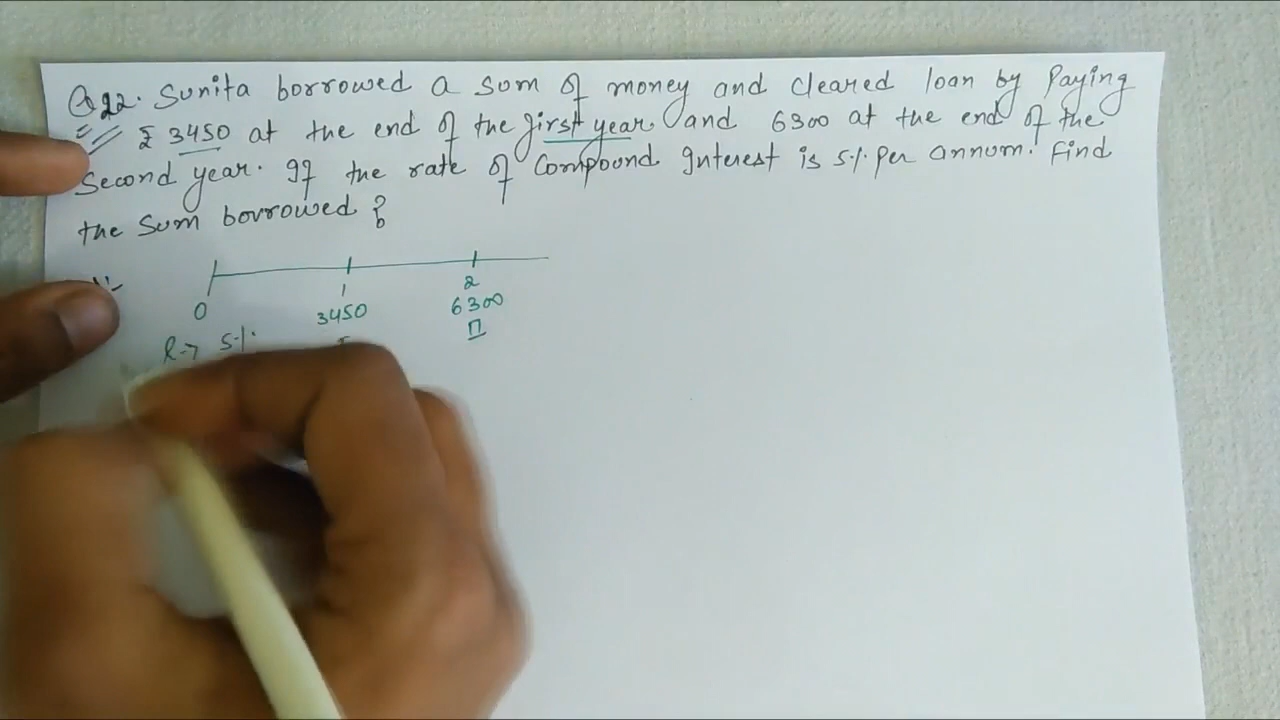 Q22. Sunita borrowed a sum of money and cleared loan by Paying
₹ 3450 at the end of the first year and 6300 at the end of the
Second year. If the rate of Compound Interest is 5% Per annum. Find
the Sum borrowed ?
0 1 2
3450 6300
II
R→ 5%